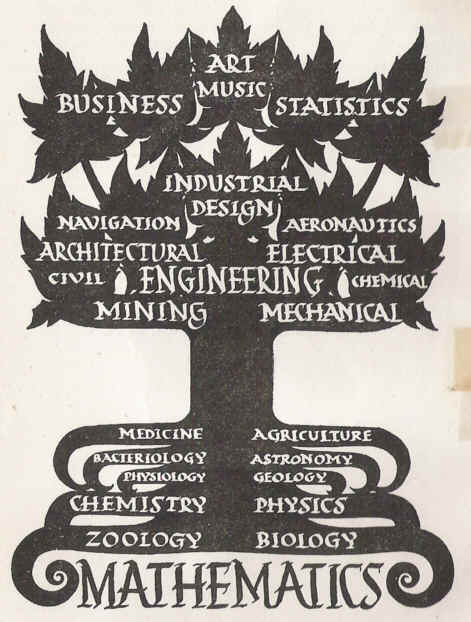 ART
MUSIC
BUSINESS STATISTICS
INDUSTRIAL
DESIGN
NAVIGATION AERONAUTICS
ARCHITECTURAL ELECTRICAL
CIVIL ENGINEERING CHEMICAL
MINING MECHANICAL
MEDICINE AGRICULTURE
BACTERIOLOGY ASTRONOMY
PHYSIOLOGY GEOLOGY
CHEMISTRY PHYSICS
ZOOLOGY BIOLOGY
MATHEMATICS